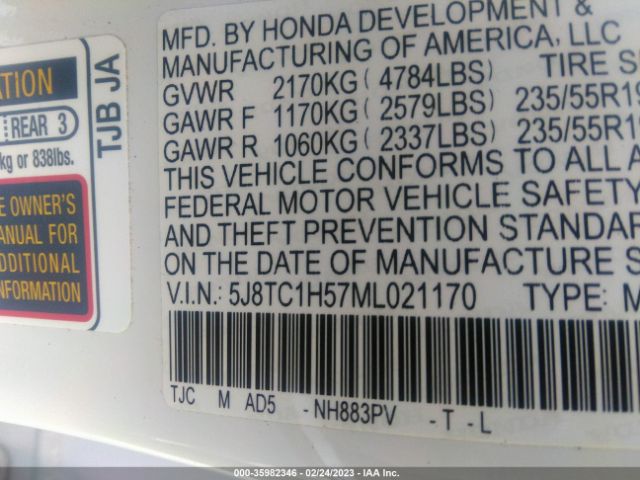 ATION
REAR 3
kg or 838lbs.
E OWNER'S
ANUAL FOR
DDITIONAL
NFORMATION
TJB JA
MFD. BY HONDA DEVELOPMENT &
MANUFACTURING OF AMERICA, LLC
GVWR 2170KG ( 4784LBS) TIRE S
GAWR F 1170KG ( 2579LBS) 235/55R19
GAWR R 1060KG ( 2337LBS) 235/55R19
THIS VEHICLE CONFORMS TO ALL A
FEDERAL MOTOR VEHICLE SAFETY
AND THEFT PREVENTION STANDAR
ON THE DATE OF MANUFACTURE S
V.I.N.: 5J8TC1H57ML021170 TYPE: M
TJC M AD5 -NH883PV -T -L
000-35982346 - 02/24/2023 - IAA Inc.